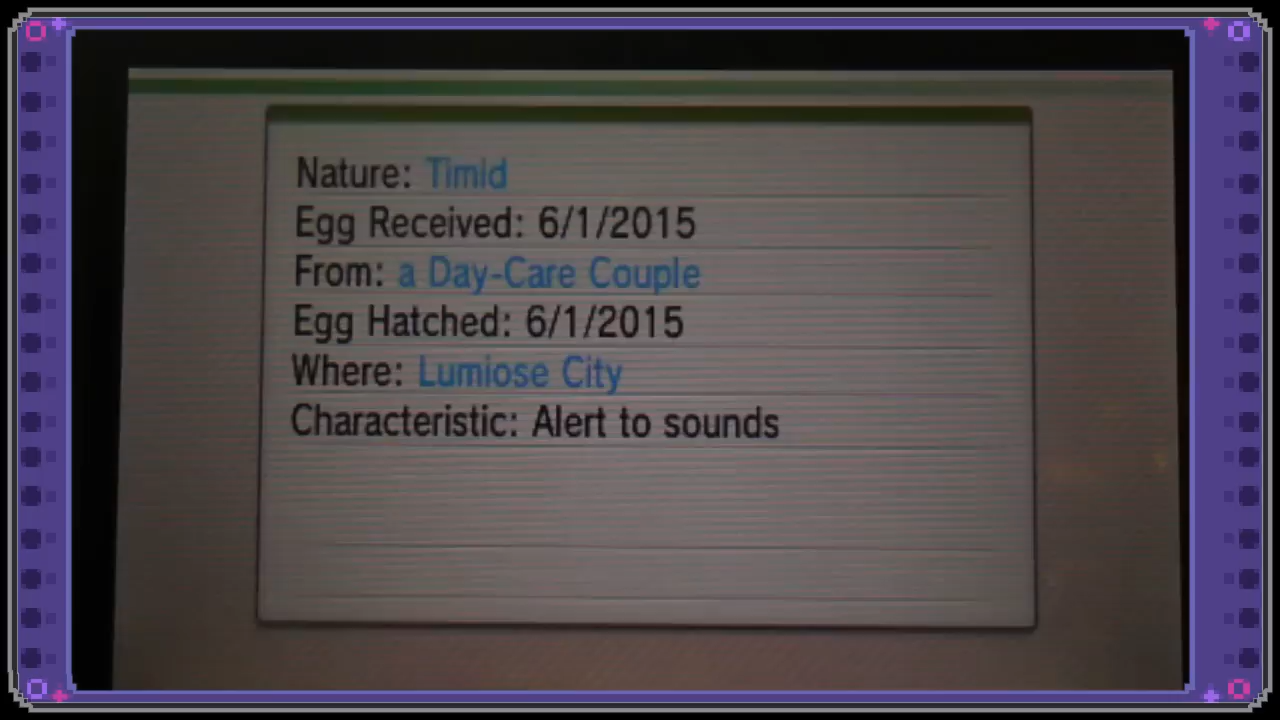 Nature: Timid
Egg Received: 6/1/2015
From: a Day-Care Couple
Egg Hatched: 6/1/2015
Where: Lumiose City
Characteristic: Alert to sounds